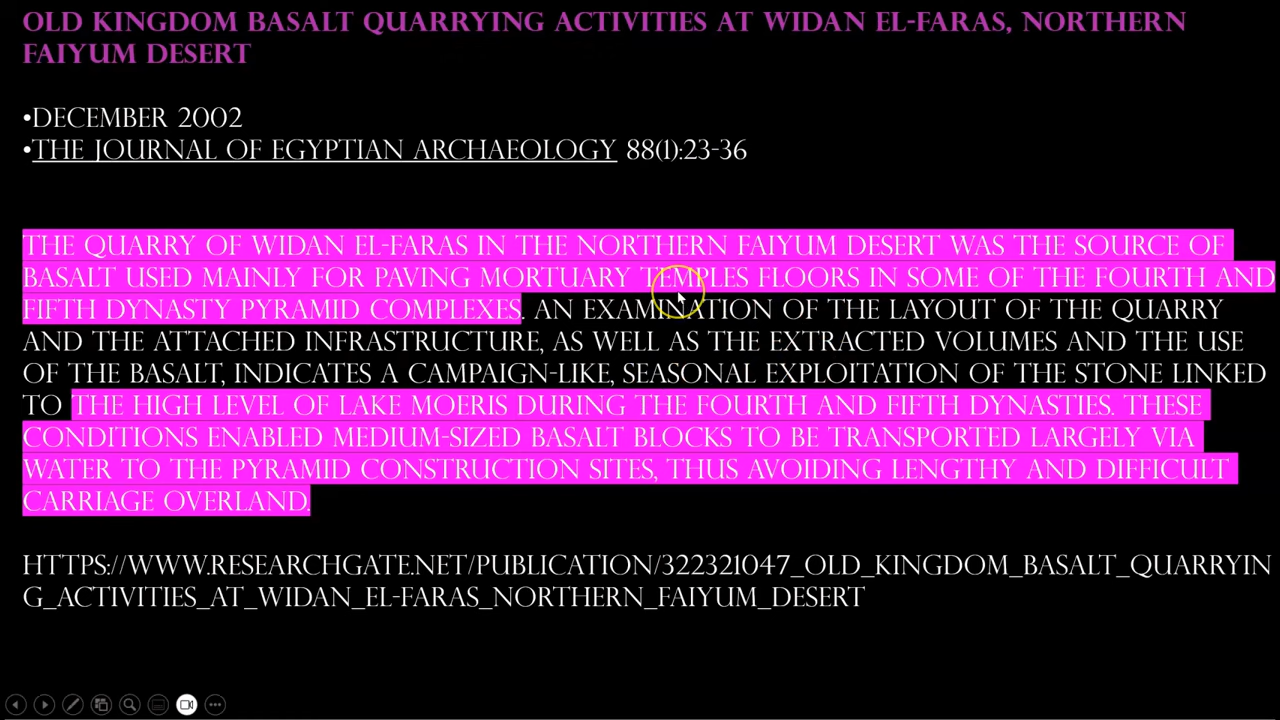 OLD KINGDOM BASALT QUARRYING ACTIVITIES AT WIDAN EL-FARAS, NORTHERN
FAIYUM DESERT
•DECEMBER 2002
•THE JOURNAL OF EGYPTIAN ARCHAEOLOGY 88(1):23-36
THE QUARRY OF WIDAN EL-FARAS IN THE NORTHERN FAIYUM DESERT WAS THE SOURCE OF
BASALT USED MAINLY FOR PAVING MORTUARY TEMPLES FLOORS IN SOME OF THE FOURTH AND
FIFTH DYNASTY PYRAMID COMPLEXES. AN EXAMINATION OF THE LAYOUT OF THE QUARRY
AND THE ATTACHED INFRASTRUCTURE, AS WELL AS THE EXTRACTED VOLUMES AND THE USE
OF THE BASALT, INDICATES A CAMPAIGN-LIKE, SEASONAL EXPLOITATION OF THE STONE LINKED
TO THE HIGH LEVEL OF LAKE MOERIS DURING THE FOURTH AND FIFTH DYNASTIES. THESE
CONDITIONS ENABLED MEDIUM-SIZED BASALT BLOCKS TO BE TRANSPORTED LARGELY VIA
WATER TO THE PYRAMID CONSTRUCTION SITES, THUS AVOIDING LENGTHY AND DIFFICULT
CARRIAGE OVERLAND.
HTTPS://WWW.RESEARCHGATE.NET/PUBLICATION/322321047_OLD_KINGDOM_BASALT_QUARRYIN
G_ACTIVITIES_AT_WIDAN_EL-FARAS_NORTHERN_FAIYUM_DESERT